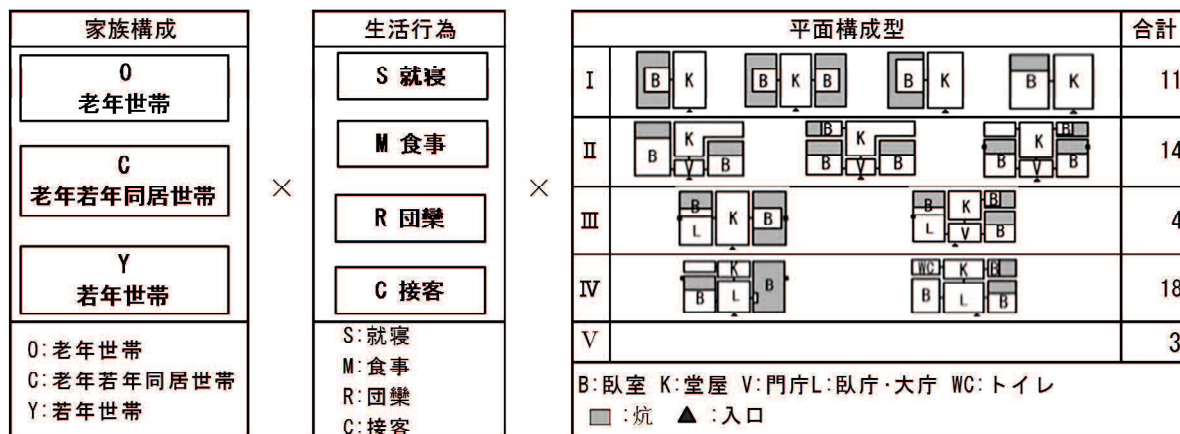 家族構成
O
老年世帯
C
老年若年同居世帯
Y
若年世帯
O:老年世帯
C:老年若年同居世帯
Y:若年世帯
×
生活行為
S 就寝
M 食事
R 団欒
C 接客
S:就寝
M:食事
R:団欒
C:接客
×
平面構成型 合計
Ⅰ B K B K B B K B K 11
Ⅱ B K V B B K B V B K B B V B 14
Ⅲ B L K B B L K B V B 4
Ⅳ K B L B WC K B B L B 18
Ⅴ 3
B:臥室 K:堂屋 V:門庁L:臥庁·大庁 WC:トイレ
:炕 ▲:入口